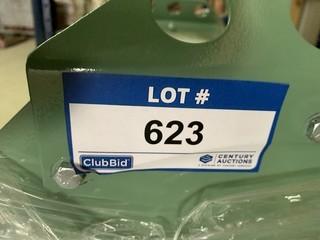 LOT #
623
ClubBid
CENTURY
AUCTIONS